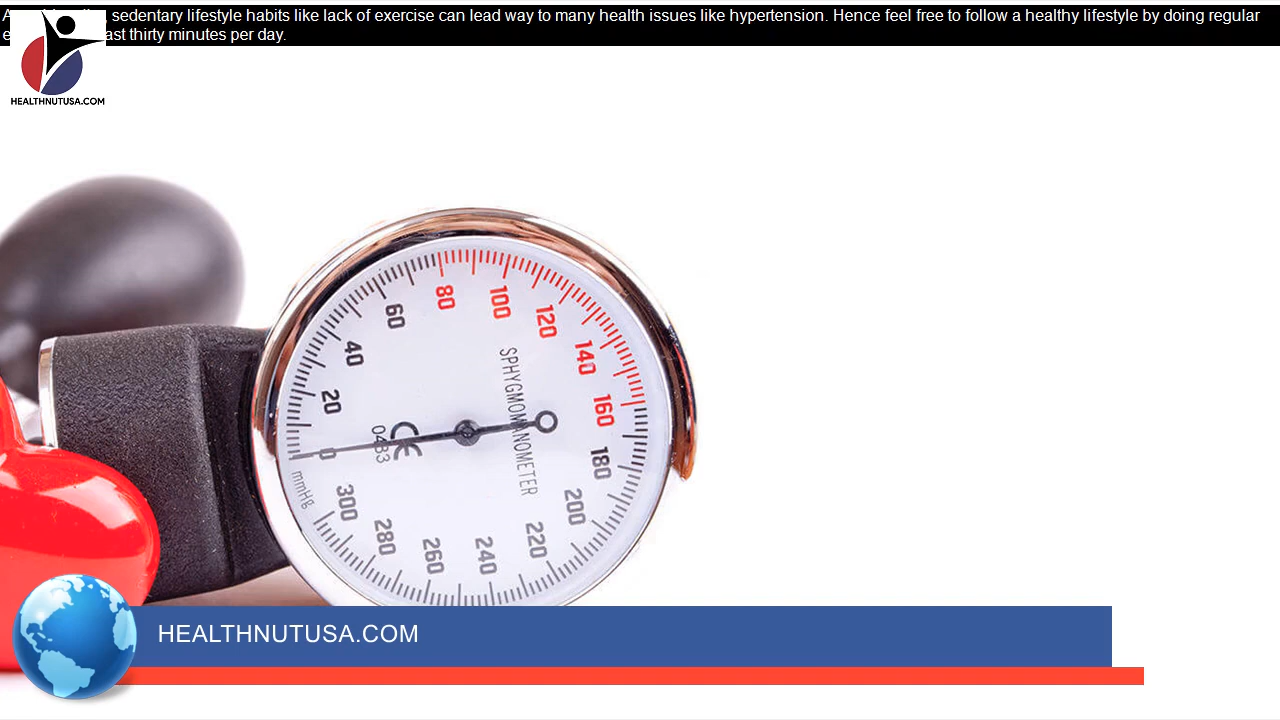 A sedentary lifestyle habits like lack of exercise can lead way to many health issues like hypertension. Hence feel free to follow a healthy lifestyle by doing regular
e ast thirty minutes per day.
HEALTHNUTUSA.COM
80
100
60
120
40
140
20
160
SPHYGMOMANOMETER
0
0483
180
mmHg
300
200
280
220
260
240
HEALTHNUTUSA.COM